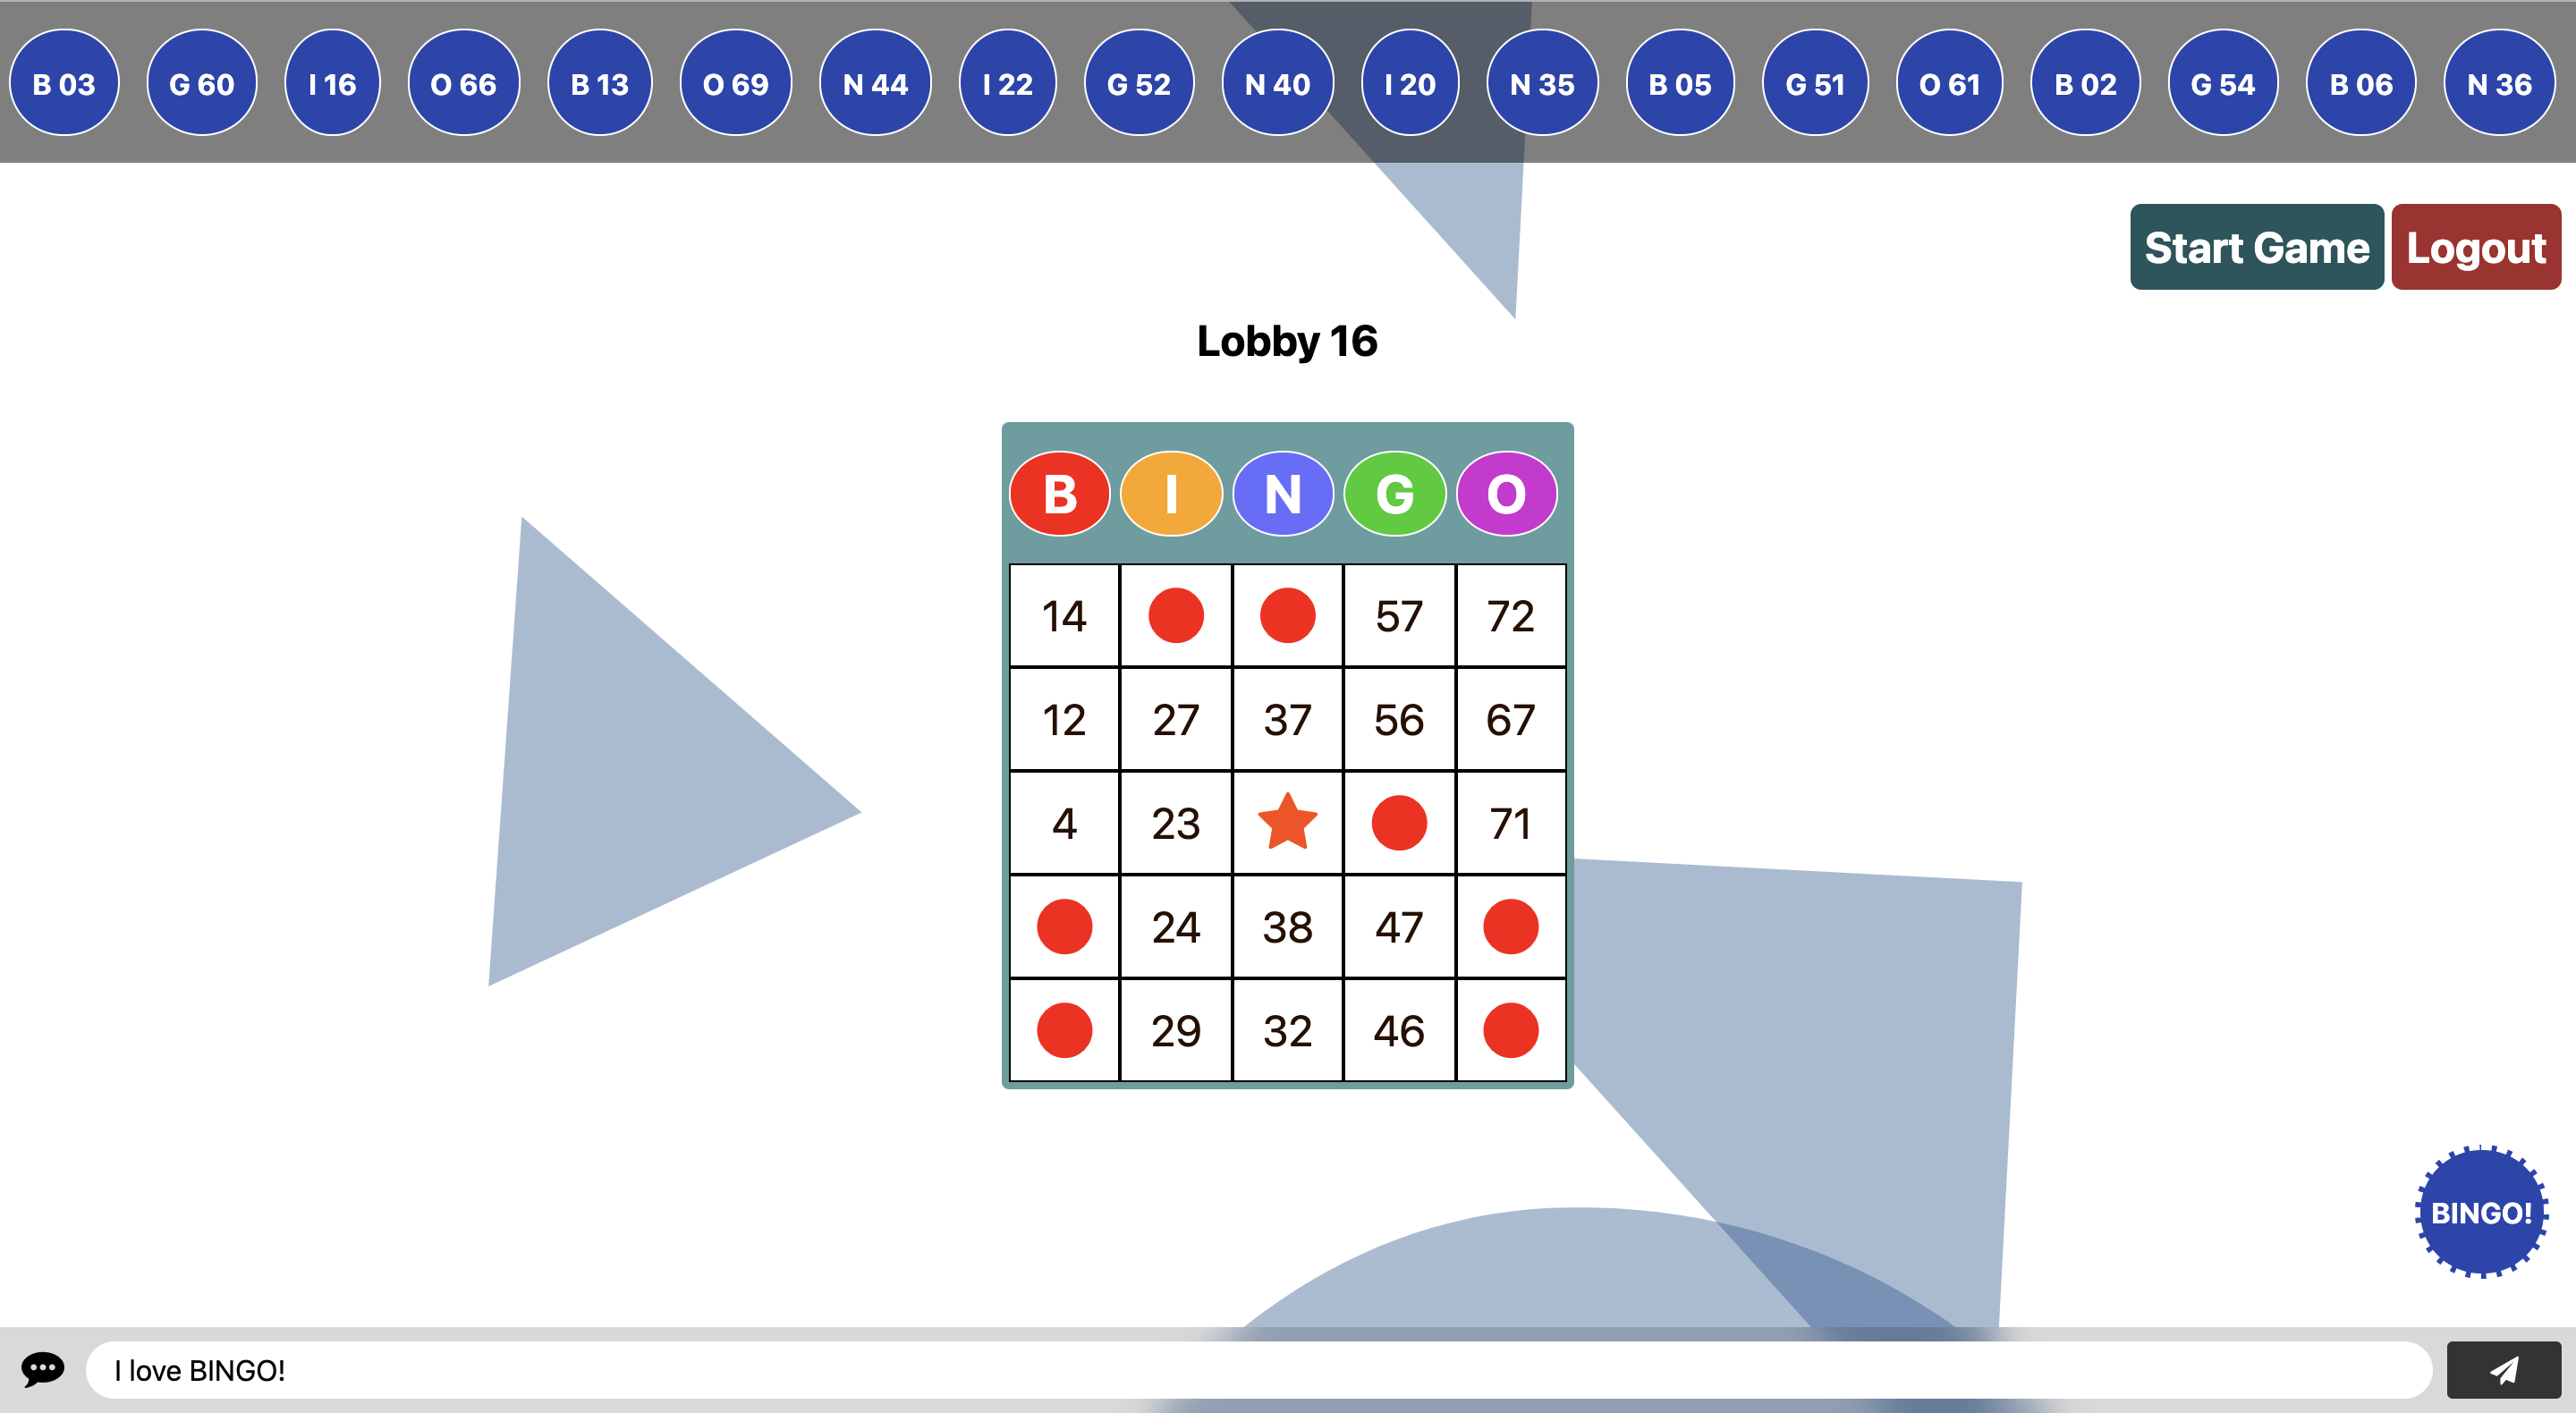 B 03 G 60 I 16 O 66 B 13 O 69 N 44 I 22 G 52 N 40 I 20 N 35 B 05 G 51 O 61 B 02 G 54 B 06 N 36
Start Game Logout
Lobby 16
B I N G O
14 57 72
12 27 37 56 67
4 23 71
24 38 47
29 32 46
BINGO!
I love BINGO!